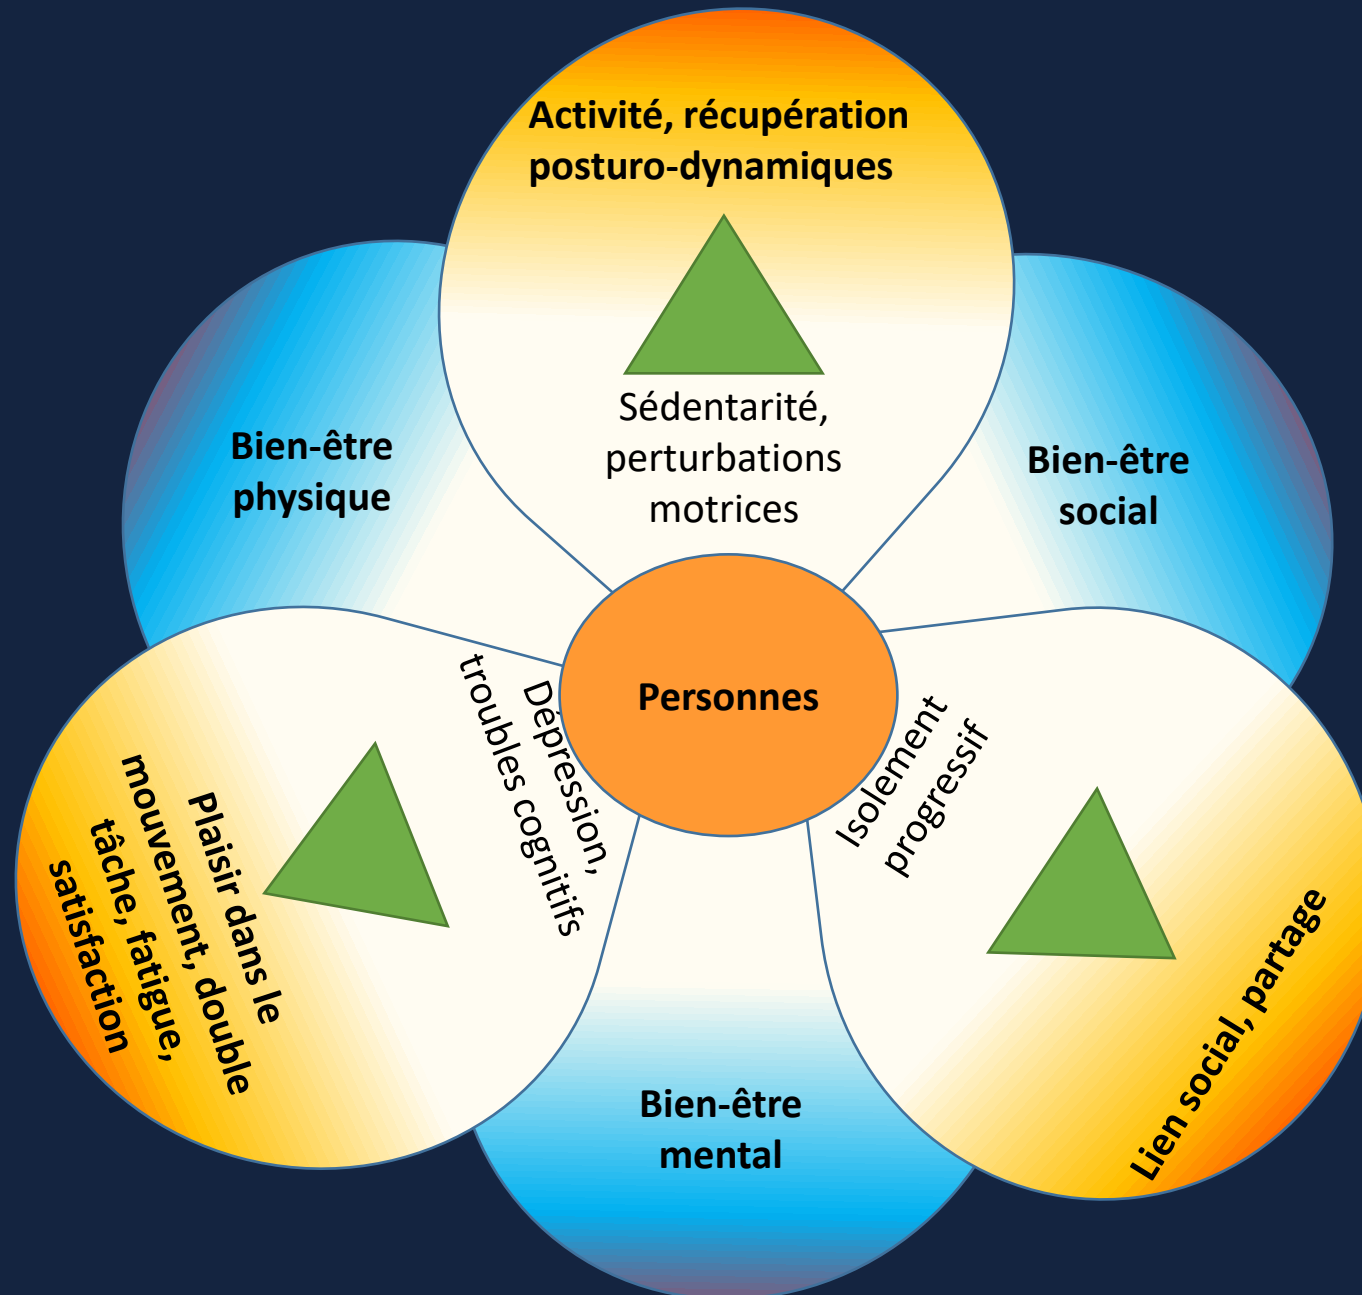 Activité, récupération
posturo-dynamiques
Sédentarité,
perturbations
motrices
Bien-être
physique
Bien-être
social
Personnes
Dépression,
troubles cognitifs
Isolement
progressif
Plaisir dans le
mouvement, double
tâche, fatigue,
satisfaction
Lien social, partage
Bien-être
mental